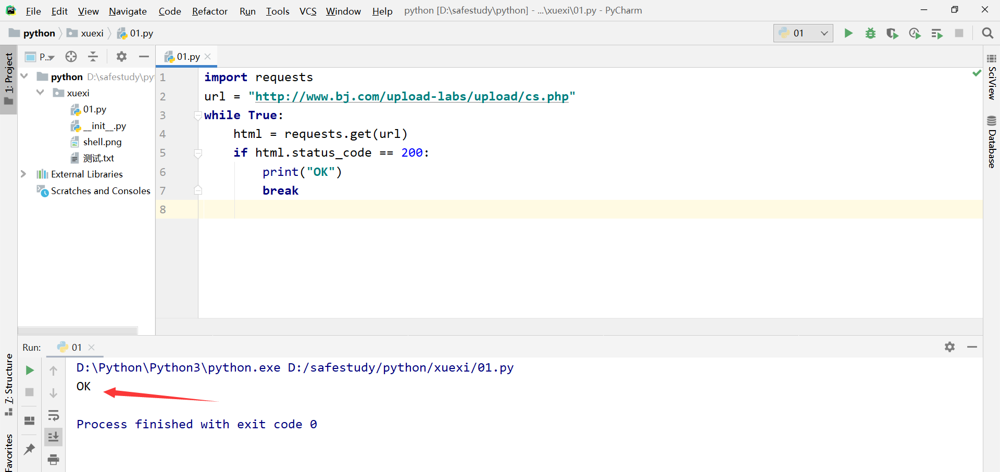 File Edit View Navigate Code Refactor Run Tools VCS Window Help python [D:\safestudy\python] - ...\xuexi\01.py - PyCharm
python xuexi 01.py
01
1: Project
P...
01.py
python D:\safestudy\py
xuexi
01.py
__init__.py
shell.png
测试.txt
External Libraries
Scratches and Consoles
1 import requests
2 url = "http://www.bj.com/upload-labs/upload/cs.php"
3 while True:
4 html = requests.get(url)
5 if html.status_code == 200:
6 print("OK")
7 break
8
SciView
Database
Run: 01
D:\Python\Python3\python.exe D:/safestudy/python/xuexi/01.py
OK
Process finished with exit code 0
7: Structure
Favorites